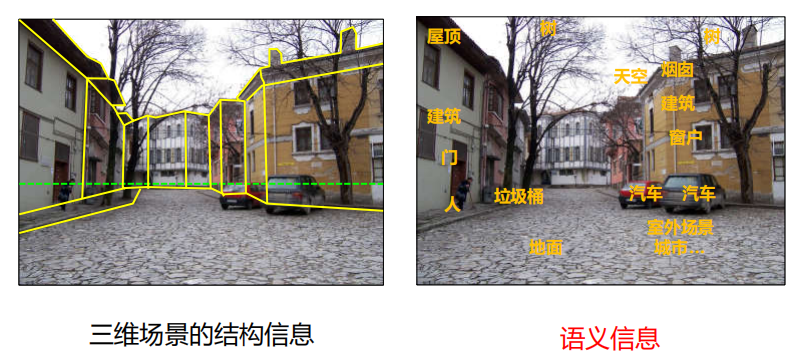 屋顶
树
树
天空
烟囱
建筑
建筑
窗户
门
人
垃圾桶
汽车
汽车
室外场景
地面
城市...
三维场景的结构信息
语义信息